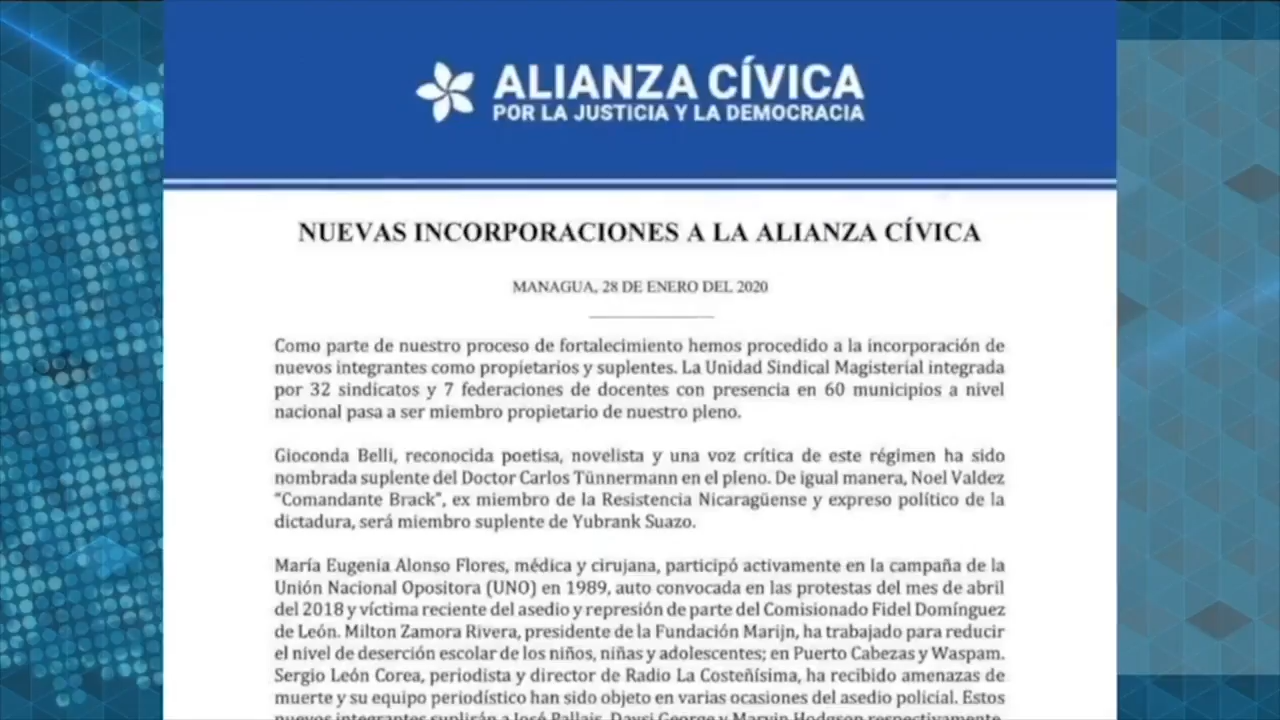 ALIANZA CÍVICA
POR LA JUSTICIA Y LA DEMOCRACIA
NUEVAS INCORPORACIONES A LA ALIANZA CÍVICA
MANAGUA, 28 DE ENERO DEL 2020
Como parte de nuestro proceso de fortalecimiento hemos procedido a la incorporación de
nuevos integrantes como propietarios y suplentes. La Unidad Sindical Magisterial integrada
por 32 sindicatos y 7 federaciones de docentes con presencia en 60 municipios a nivel
nacional pasa a ser miembro propietario de nuestro pleno.
Gioconda Belli, reconocida poetisa, novelista y una voz crítica de este régimen ha sido
nombrada suplente del Doctor Carlos Tünnermann en el pleno. De igual manera, Noel Valdez
“Comandante Brack”, ex miembro de la Resistencia Nicaragüense y expreso político de la
dictadura, será miembro suplente de Yubrank Suazo.
María Eugenia Alonso Flores, médica y cirujana, participó activamente en la campaña de la
Unión Nacional Opositora (UNO) en 1989, auto convocada en las protestas del mes de abril
del 2018 y víctima reciente del asedio y represión de parte del Comisionado Fidel Domínguez
de León. Milton Zamora Rivera, presidente de la Fundación Marijn, ha trabajado para reducir
el nivel de deserción escolar de los niños, niñas y adolescentes; en Puerto Cabezas y Waspam.
Sergio León Corea, periodista y director de Radio La Costeñísima, ha recibido amenazas de
muerte y su equipo periodístico han sido objeto en varias ocasiones del asedio policial. Estos
nuevos integrantes suplirán a José Pallais, Daysi George y Marvin Hodgson respectivamente.